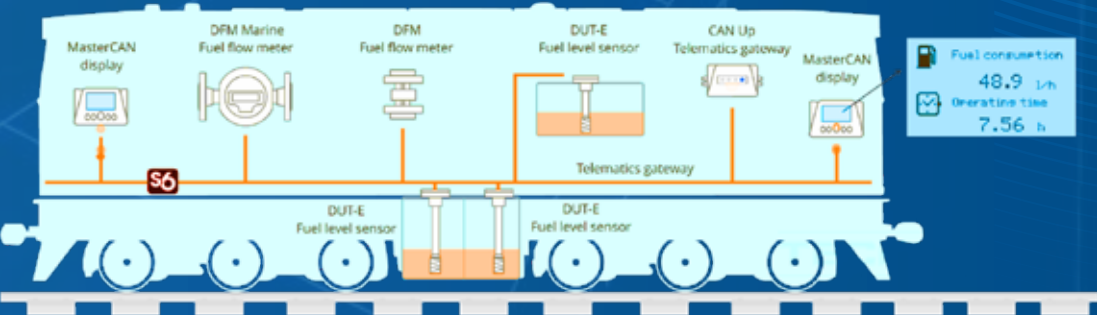 MasterCAN
display
DFM Marine
Fuel flow meter
DFM
Fuel flow meter
DUT-E
Fuel level sensor
CAN Up
Telematics gateway
MasterCAN
display
Fuel consumption
48.9 l/h
Operating time
7.56 h
S6
Telematics gateway
DUT-E
Fuel level sensor
DUT-E
Fuel level sensor